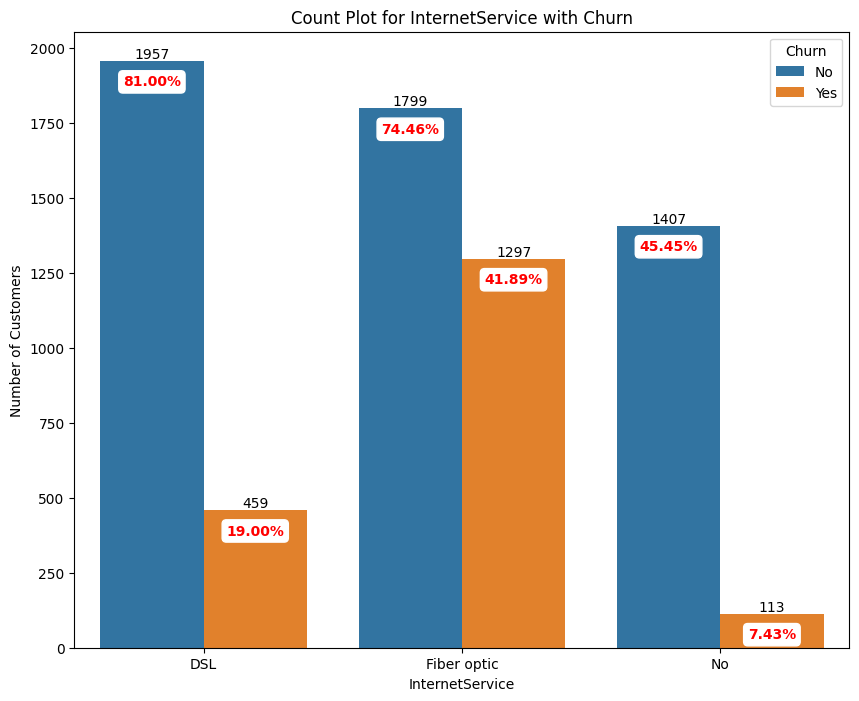 Count Plot for InternetService with Churn
Number of Customers
2000
1750
1500
1250
1000
750
500
250
0
1957
81.00%
459
19.00%
1799
74.46%
1297
41.89%
1407
45.45%
113
7.43%
Churn
No
Yes
DSL
Fiber optic
No
InternetService